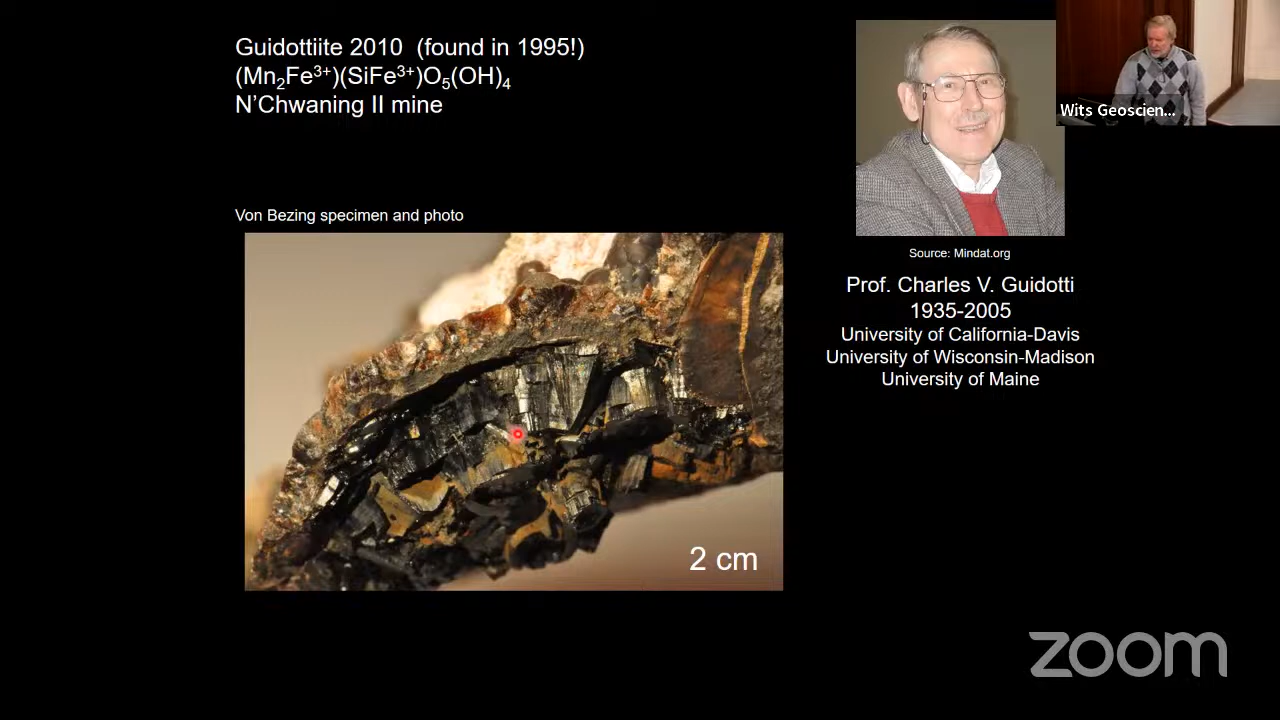 Guidottiite 2010 (found in 1995!)
(Mn₂Fe³⁺)(SiFe³⁺)O₅(OH)₄
N’Chwaning II mine
Von Bezing specimen and photo
2 cm
Wits Geoscien...
Source: Mindat.org
Prof. Charles V. Guidotti
1935-2005
University of California-Davis
University of Wisconsin-Madison
University of Maine
zoom